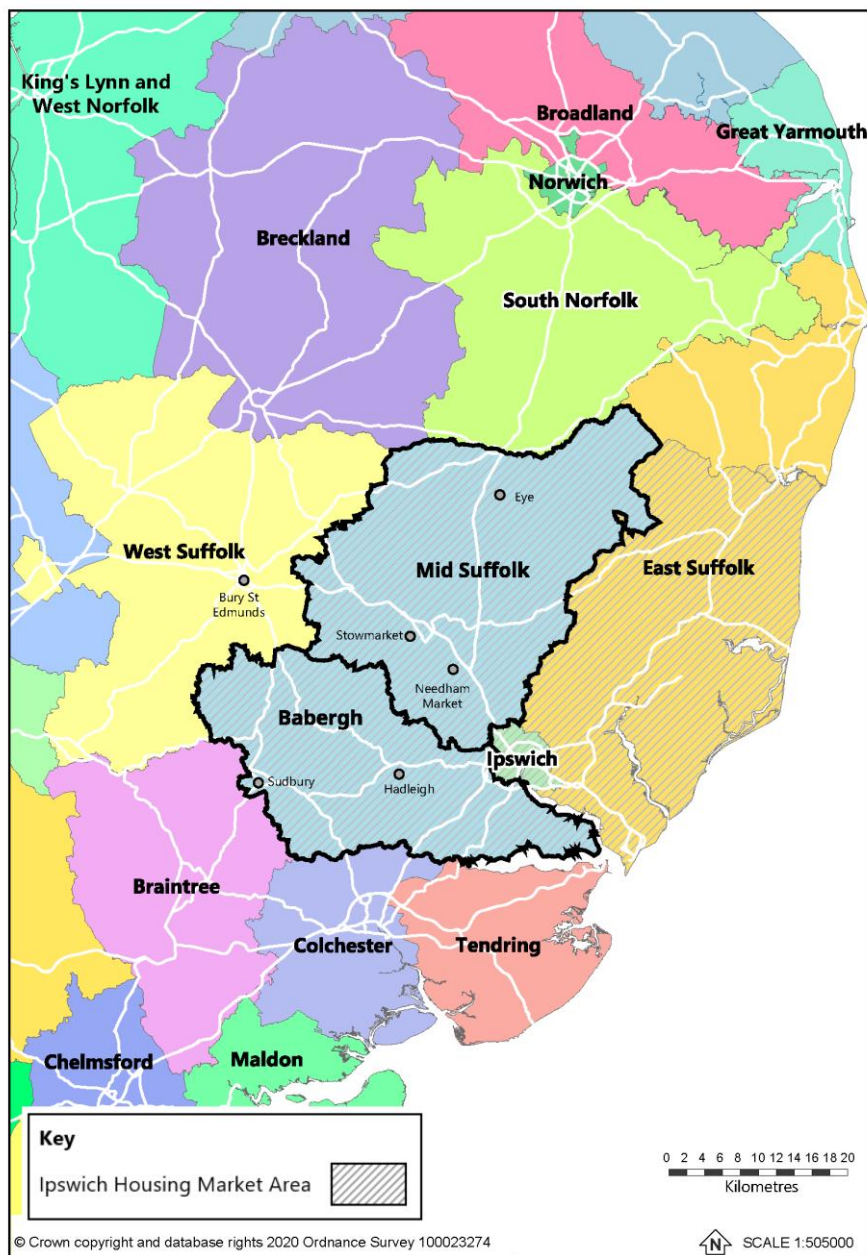 King's Lynn and
West Norfolk
Broadland
Great Yarmouth
Norwich
Breckland
South Norfolk
Eye
West Suffolk
Mid Suffolk
East Suffolk
Bury St
Edmunds
Stowmarket
Needham
Market
Babergh
Ipswich
Sudbury
Hadleigh
Braintree
Colchester
Tendring
Chelmsford
Maldon
Key
Ipswich Housing Market Area
0 2 4 6 8 10 12 14 16 18 20
Kilometres
© Crown copyright and database rights 2020 Ordnance Survey 100023274
N SCALE 1:505000